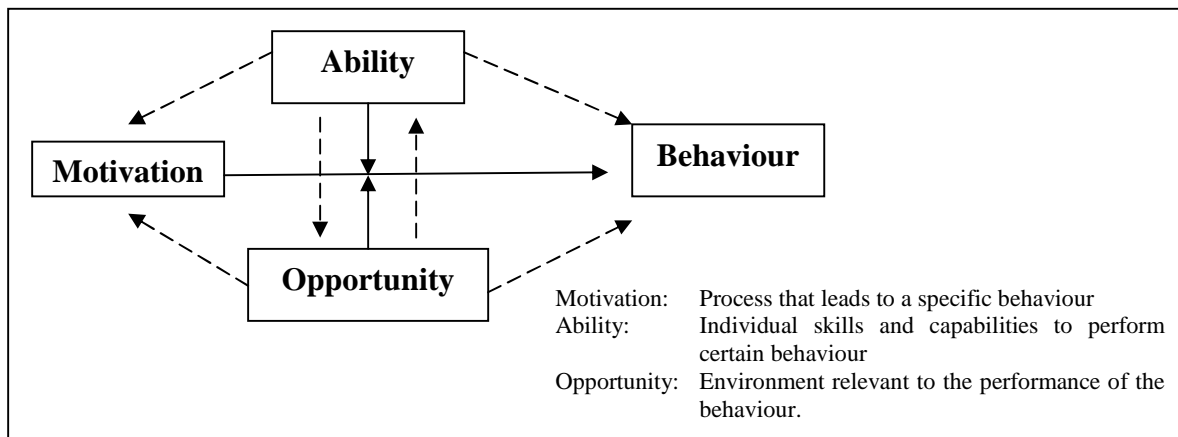 Ability
Motivation
Behaviour
Opportunity
Motivation: Process that leads to a specific behaviour
Ability: Individual skills and capabilities to perform
certain behaviour
Opportunity: Environment relevant to the performance of the
behaviour.